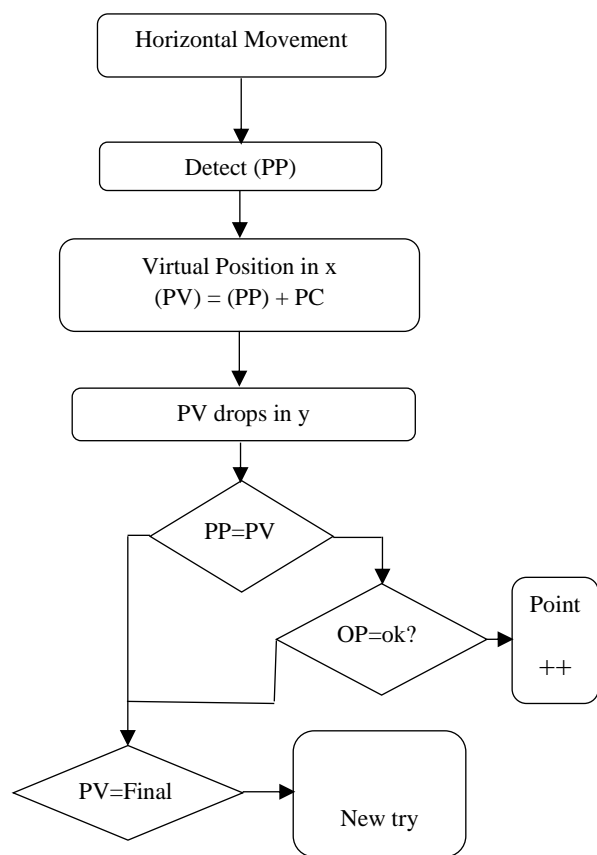 Horizontal Movement
Detect (PP)
Virtual Position in x
(PV) = (PP) + PC
PV drops in y
PP=PV
OP=ok?
Point
++
PV=Final
New try